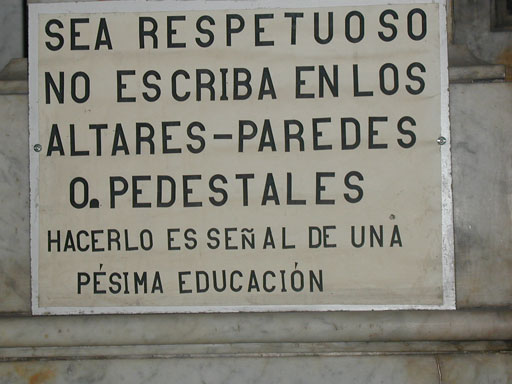 SEA RESPETUOSO
NO ESCRIBA EN LOS
ALTARES-PAREDES
O. PEDESTALES
HACERLO ES SEÑAL DE UNA
PÉSIMA EDUCACIÓN